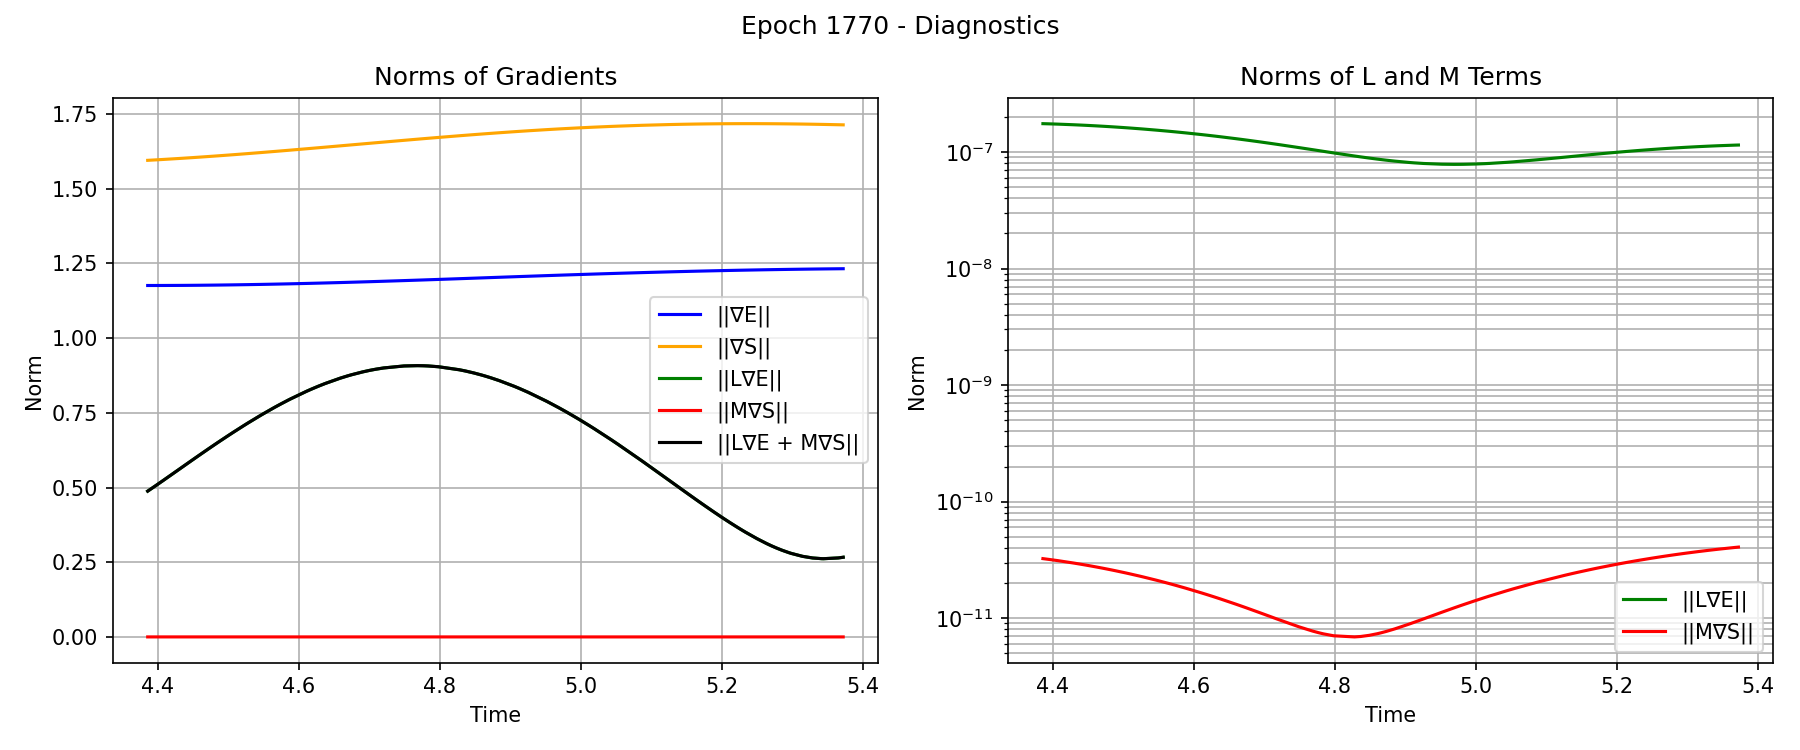 Epoch 1770 - Diagnostics
Norms of Gradients
Norm
1.75
1.50
1.25
1.00
0.75
0.50
0.25
0.00
||∇E||
||∇S||
||L∇E||
||M∇S||
||L∇E + M∇S||
4.4 4.6 4.8 5.0 5.2 5.4
Time
Norms of L and M Terms
Norm
10⁻⁷
10⁻⁸
10⁻⁹
10⁻¹⁰
10⁻¹¹
||L∇E||
||M∇S||
4.4 4.6 4.8 5.0 5.2 5.4
Time